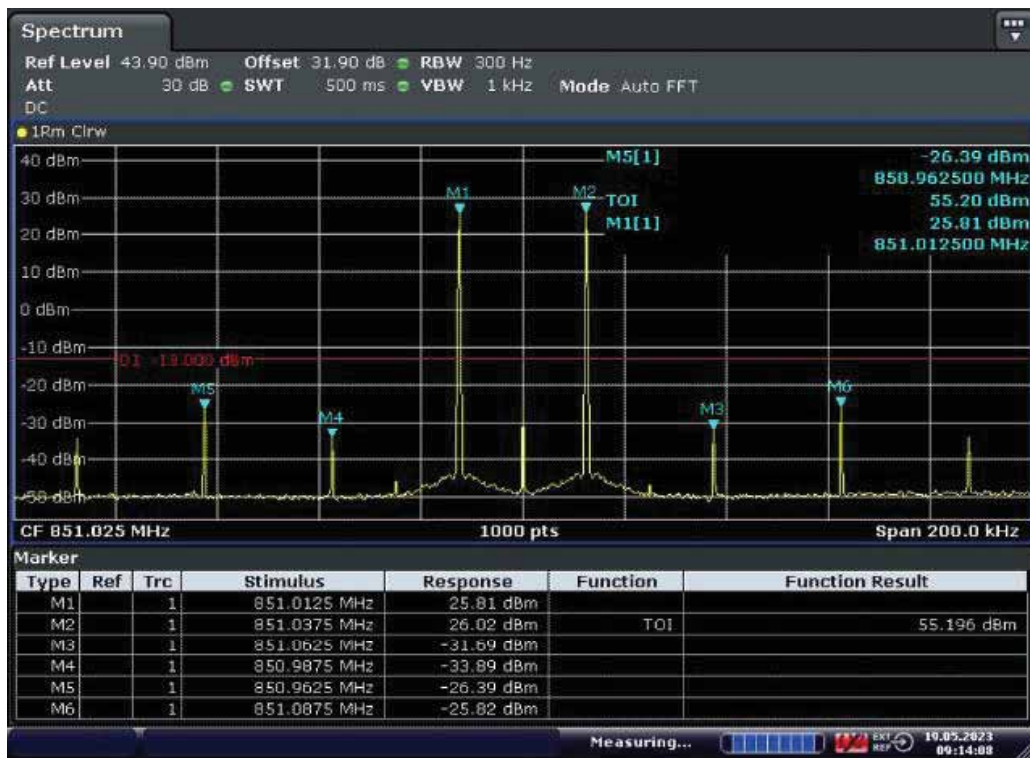 Spectrum
Ref Level 43.90 dBm Offset 31.90 dB RBW 300 Hz
Att 30 dB SWT 500 ms VBW 1 kHz Mode Auto FFT
DC
1Rm Clrw
40 dBm
M5[1] -26.39 dBm
850.962500 MHz
30 dBm
M1
M2
TOI 55.20 dBm
M1[1] 25.81 dBm
851.012500 MHz
20 dBm
10 dBm
0 dBm
-10 dBm
D1 -13.000 dBm
-20 dBm
M5
M6
-30 dBm
M4
M3
-40 dBm
-50 dBm
CF 851.025 MHz 1000 pts Span 200.0 kHz
Marker
Type Ref Trc Stimulus Response Function Function Result
M1 1 851.0125 MHz 25.81 dBm
M2 1 851.0375 MHz 26.02 dBm TOI 55.196 dBm
M3 1 851.0625 MHz -31.69 dBm
M4 1 850.9875 MHz -33.89 dBm
M5 1 850.9625 MHz -26.39 dBm
M6 1 851.0875 MHz -25.82 dBm
Measuring... EXT REF 19.05.2023
09:14:08